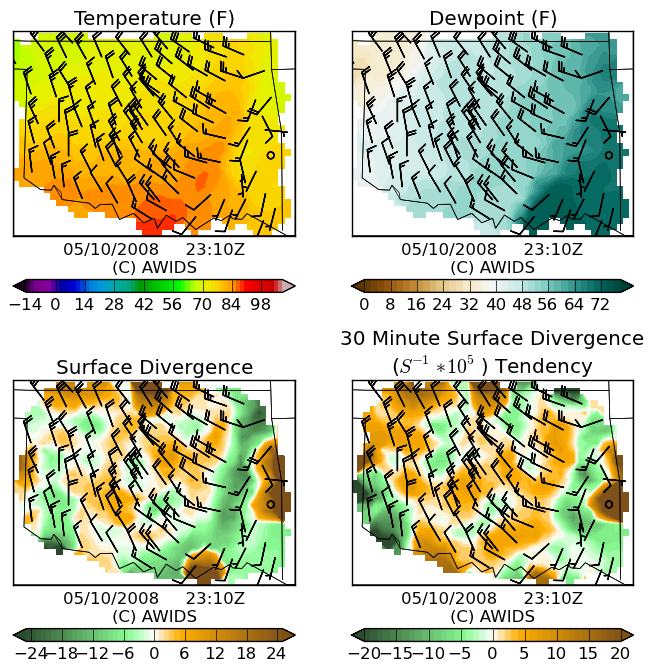 Temperature (F)
Dewpoint (F)
05/10/2008 23:10Z
(C) AWIDS
05/10/2008 23:10Z
(C) AWIDS
−14 0 14 28 42 56 70 84 98
0 8 16 24 32 40 48 56 64 72
Surface Divergence
30 Minute Surface Divergence
(S⁻¹ *10⁵ ) Tendency
05/10/2008 23:10Z
(C) AWIDS
05/10/2008 23:10Z
(C) AWIDS
−24 −18 −12 −6 0 6 12 18 24
−20 −15 −10 −5 0 5 10 15 20